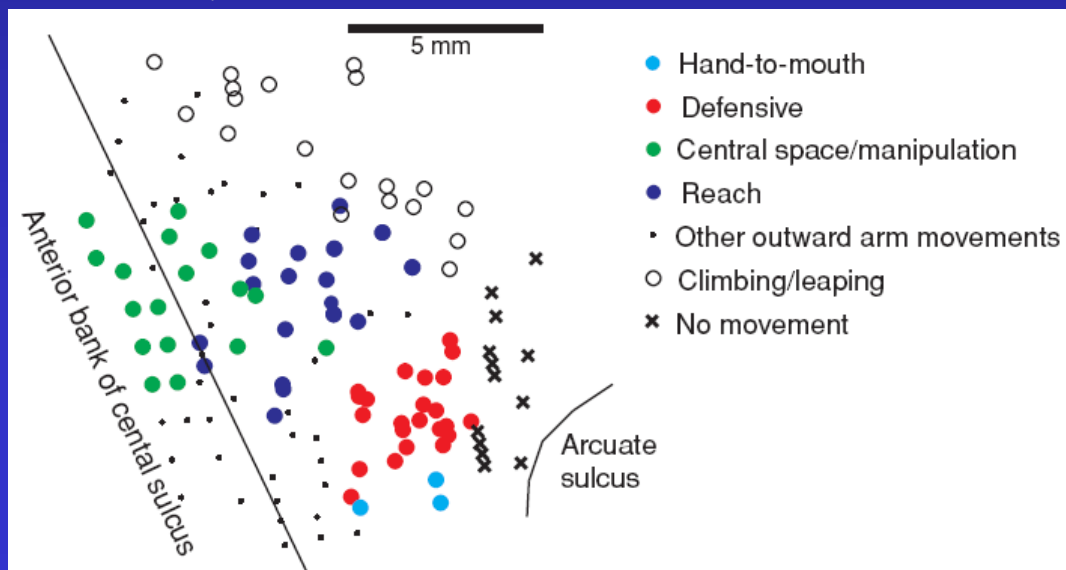 5 mm
Hand-to-mouth
Defensive
Central space/manipulation
Reach
Other outward arm movements
Climbing/leaping
No movement
Anterior bank of cental sulcus
Arcuate
sulcus